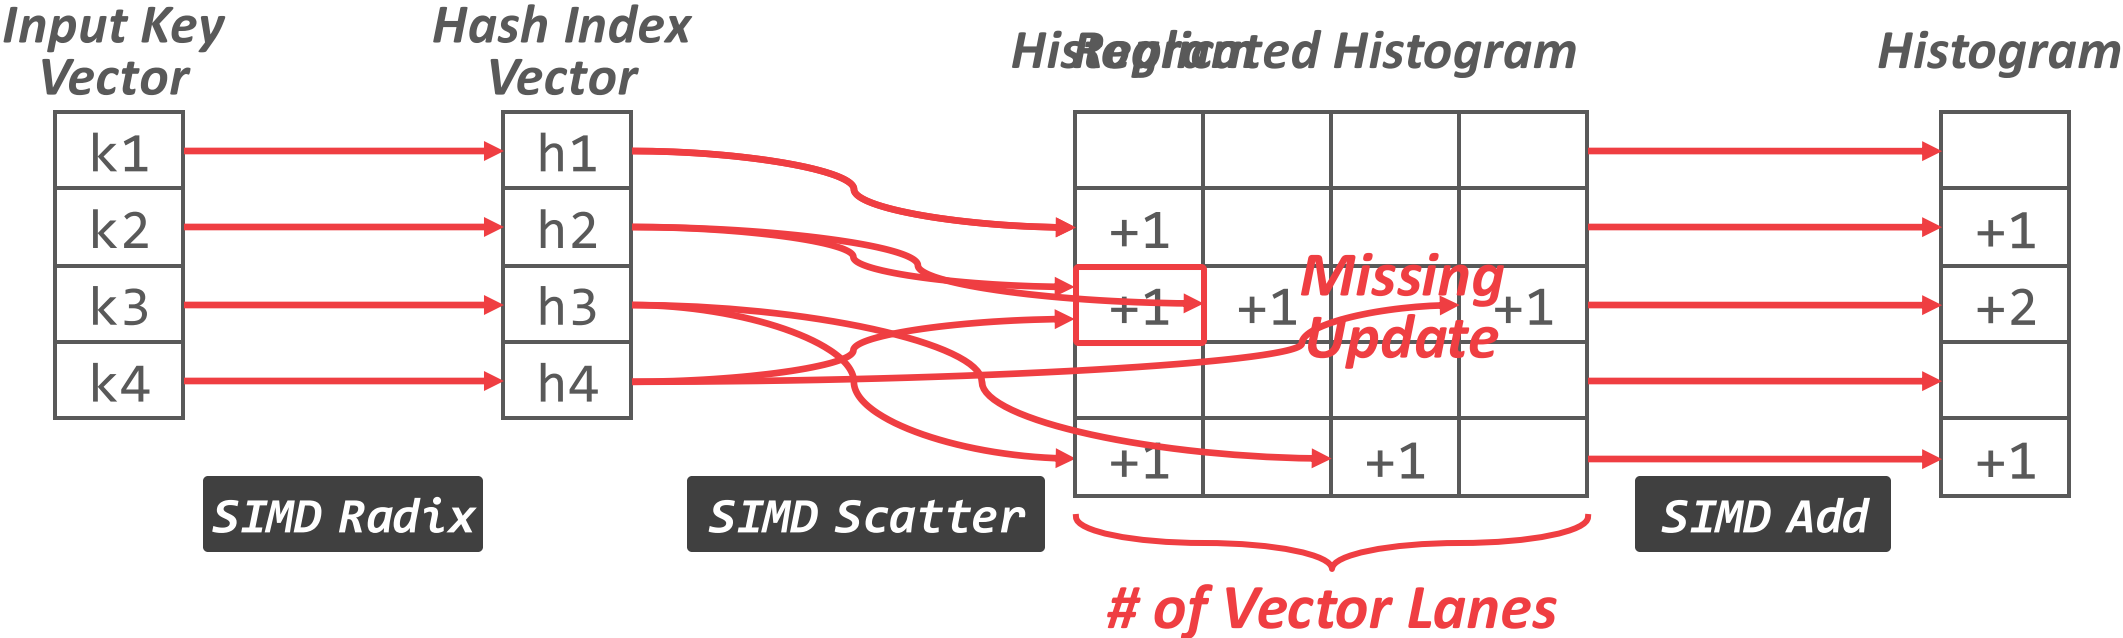 Input Key
Vector
Hash Index
Vector
Histogram
Replicated Histogram
Histogram
k1
k2
k3
k4
h1
h2
h3
h4
+1
+1
+1
+1
+1
+1
Missing
Update
+1
+2
+1
SIMD Radix
SIMD Scatter
SIMD Add
# of Vector Lanes